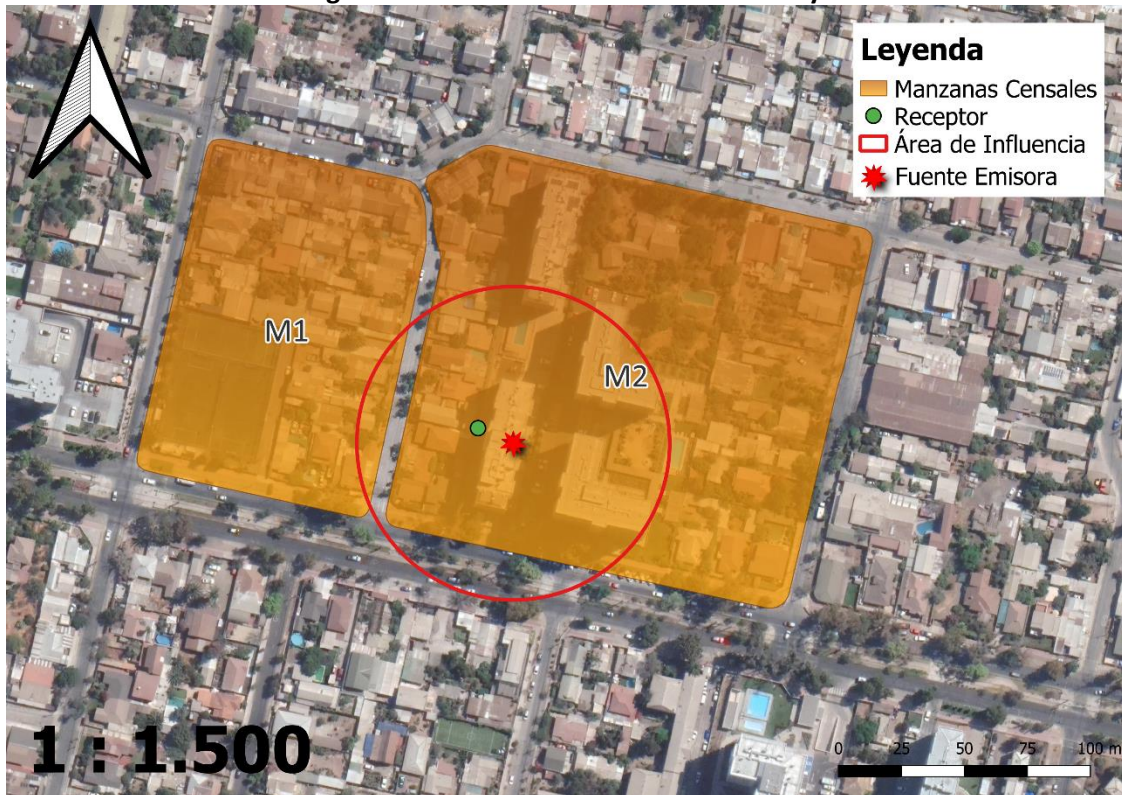 Leyenda
Manzanas Censales
Receptor
Área de Influencia
Fuente Emisora
M1
M2
1 : 1.500
0 25 50 75 100 m